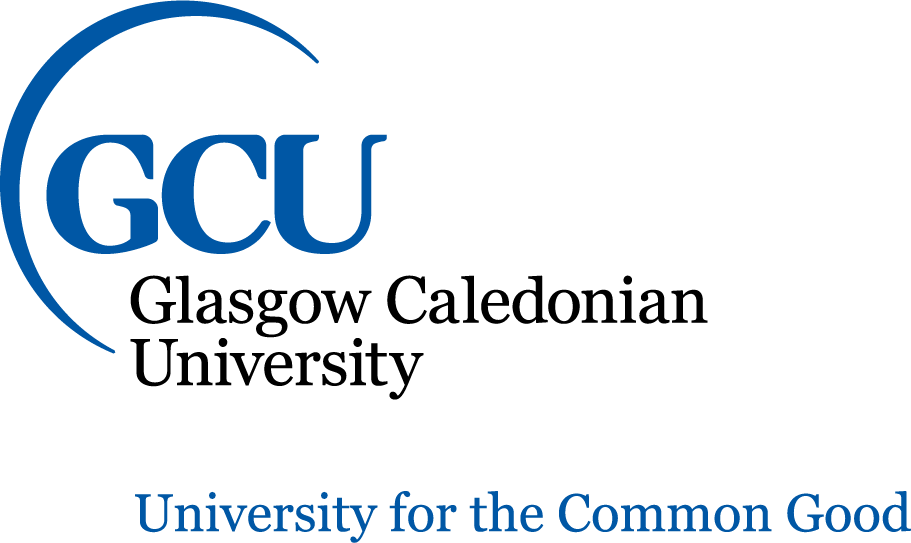 GCU
Glasgow Caledonian
University
University for the Common Good